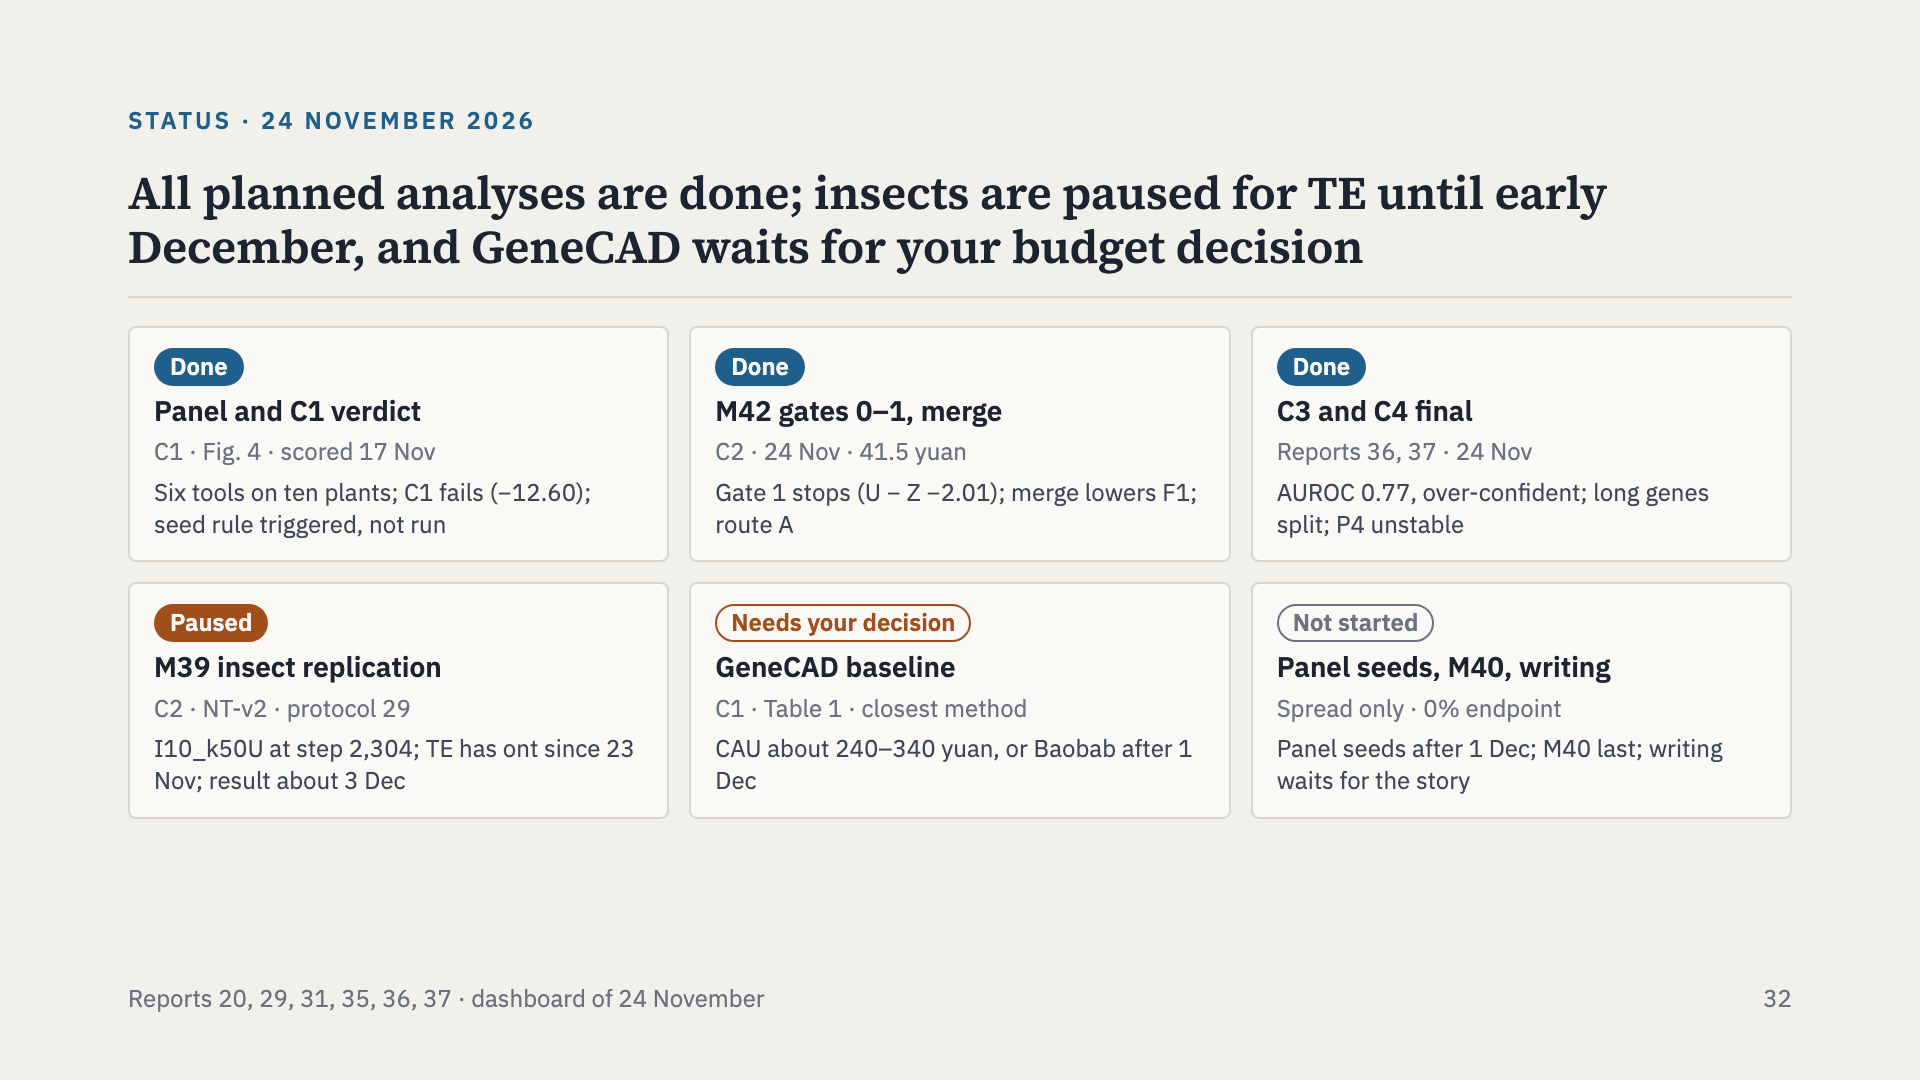 STATUS · 24 NOVEMBER 2026
All planned analyses are done; insects are paused for TE until early
December, and GeneCAD waits for your budget decision
Done
Panel and C1 verdict
C1 · Fig. 4 · scored 17 Nov
Six tools on ten plants; C1 fails (−12.60);
seed rule triggered, not run
Done
M42 gates 0–1, merge
C2 · 24 Nov · 41.5 yuan
Gate 1 stops (U − Z −2.01); merge lowers F1;
route A
Done
C3 and C4 final
Reports 36, 37 · 24 Nov
AUROC 0.77, over-confident; long genes
split; P4 unstable
Paused
M39 insect replication
C2 · NT-v2 · protocol 29
I10_k50U at step 2,304; TE has ont since 23
Nov; result about 3 Dec
Needs your decision
GeneCAD baseline
C1 · Table 1 · closest method
CAU about 240–340 yuan, or Baobab after 1
Dec
Not started
Panel seeds, M40, writing
Spread only · 0% endpoint
Panel seeds after 1 Dec; M40 last; writing
waits for the story
Reports 20, 29, 31, 35, 36, 37 · dashboard of 24 November
32